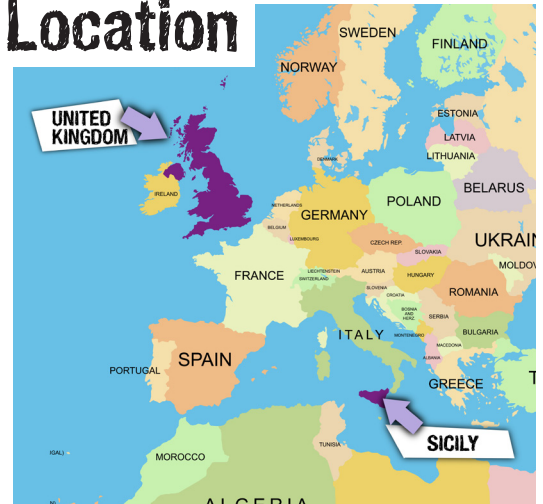 Location
SWEDEN
FINLAND
NORWAY
UNITED
KINGDOM
ESTONIA
LATVIA
DENMARK
LITHUANIA
BELARUS
IRELAND
NETHERLANDS
POLAND
GERMANY
BELGIUM
UKRAIN
LUXEMBOURG
CZECH REP.
SLOVAKIA
MOLDOV
FRANCE
LIECHTENSTEIN
AUSTRIA
HUNGARY
SWITZERLAND
SLOVENIA
ROMANIA
CROATIA
BOSNIA
AND
HERZ.
SERBIA
ITALY
MONTENEGRO
BULGARIA
MACEDONIA
ALBANIA
SPAIN
PORTUGAL
T
GREECE
SICILY
TUNISIA
(GAL)
MOROCCO
ALGERIA